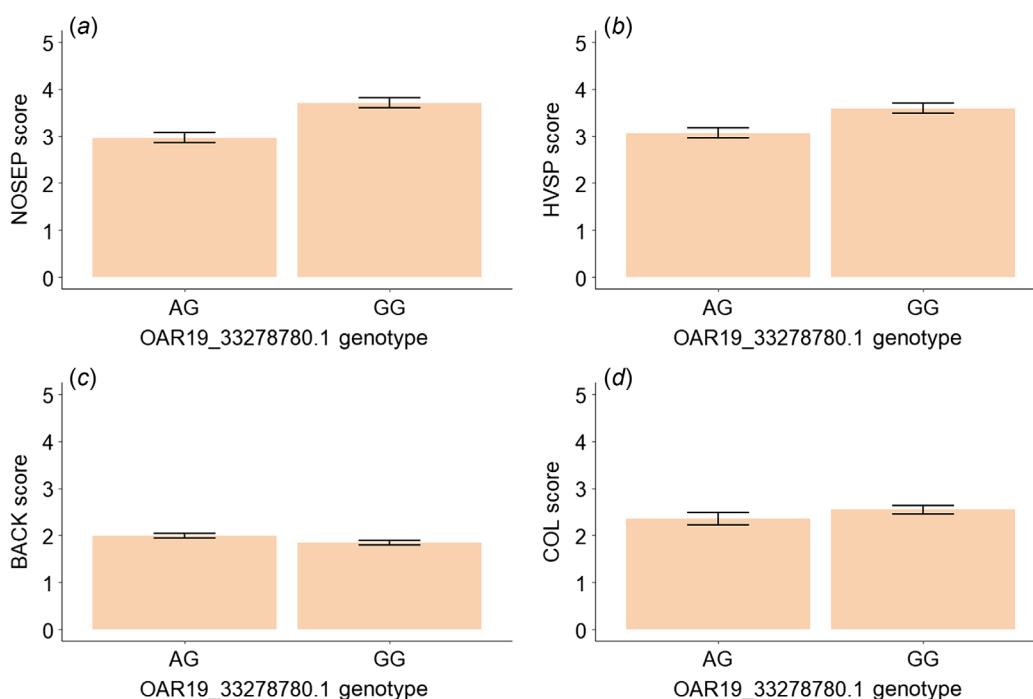 (a)
5
4
3
2
1
0
NOSEP score
AG GG
OAR19_33278780.1 genotype
(b)
5
4
3
2
1
0
HVSP score
AG GG
OAR19_33278780.1 genotype
(c)
5
4
3
2
1
0
BACK score
AG GG
OAR19_33278780.1 genotype
(d)
5
4
3
2
1
0
COL score
AG GG
OAR19_33278780.1 genotype